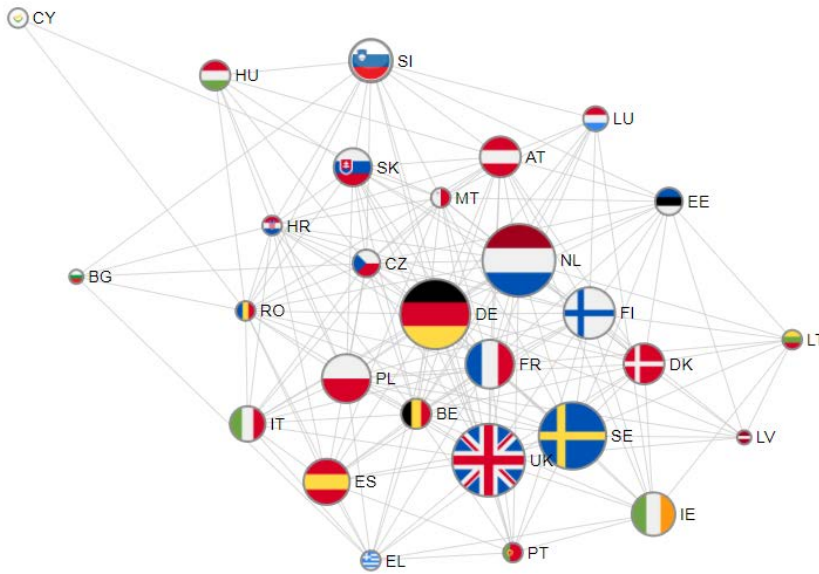 CY
SI
HU
LU
AT
SK
MT
EE
HR
NL
CZ
BG
RO
DE
FI
LT
FR
DK
PL
BE
IT
SE
LV
UK
ES
IE
PT
EL